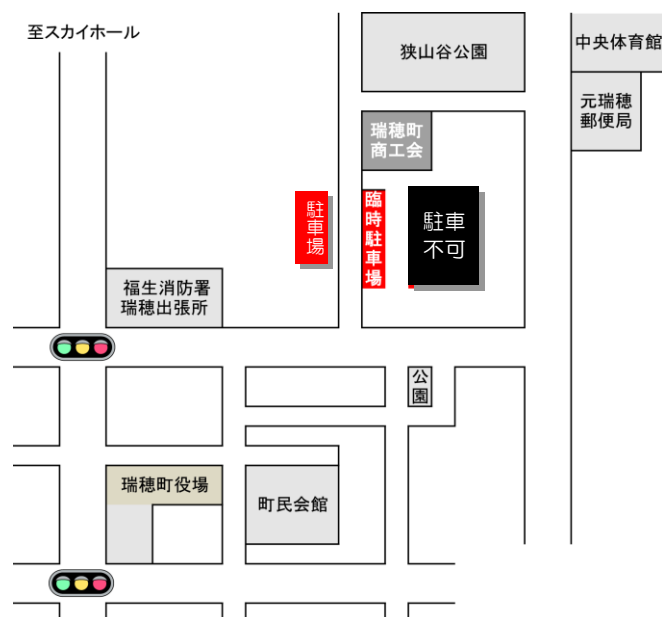 至スカイホール
狭山谷公園
中央体育館
元瑞穂
郵便局
瑞穂町
商工会
駐車場
臨時駐車場
駐車
不可
福生消防署
瑞穂出張所
公園
瑞穂町役場
町民会館